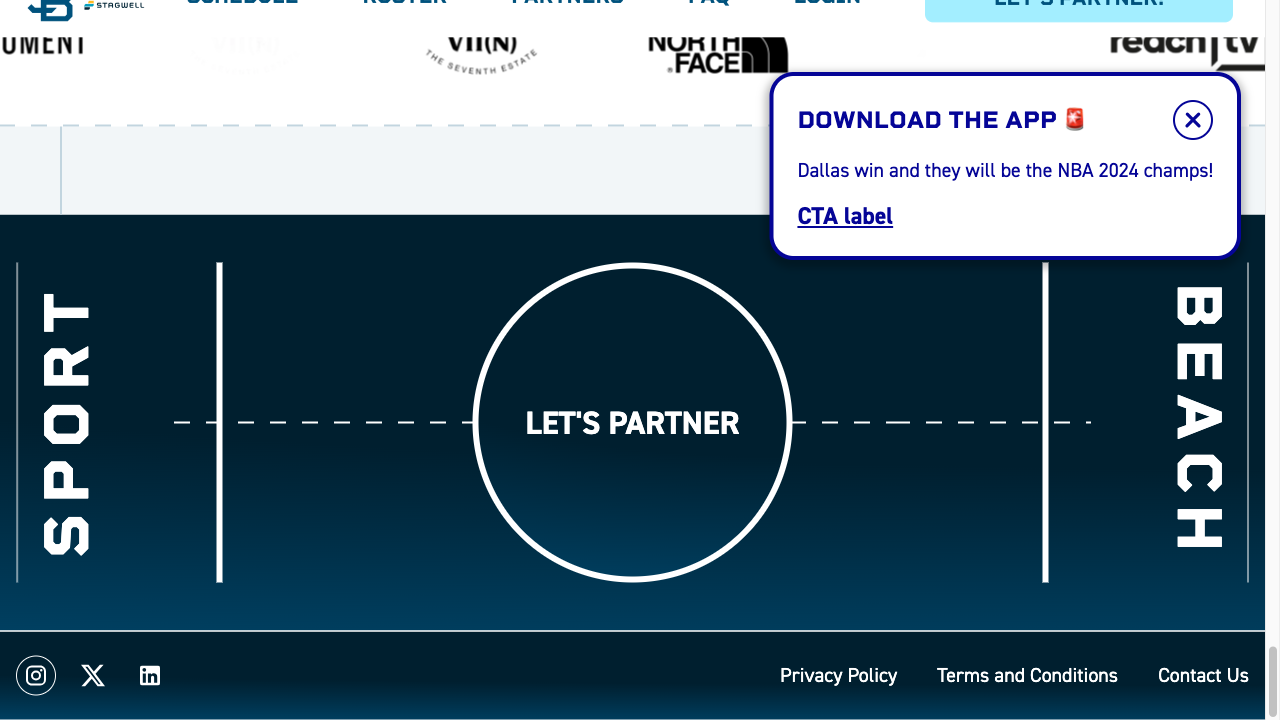 STAGWELL
SCHEDULE ROSTER PARTNERS FAQ LOGIN LET'S PARTNER!
UMENT
VII(N)
THE SEVENTH ESTATE
NORTH
FACE
reach tv
DOWNLOAD THE APP 🚨
Dallas win and they will be the NBA 2024 champs!
CTA label
SPORT
LET'S PARTNER
BEACH
Privacy Policy Terms and Conditions Contact Us